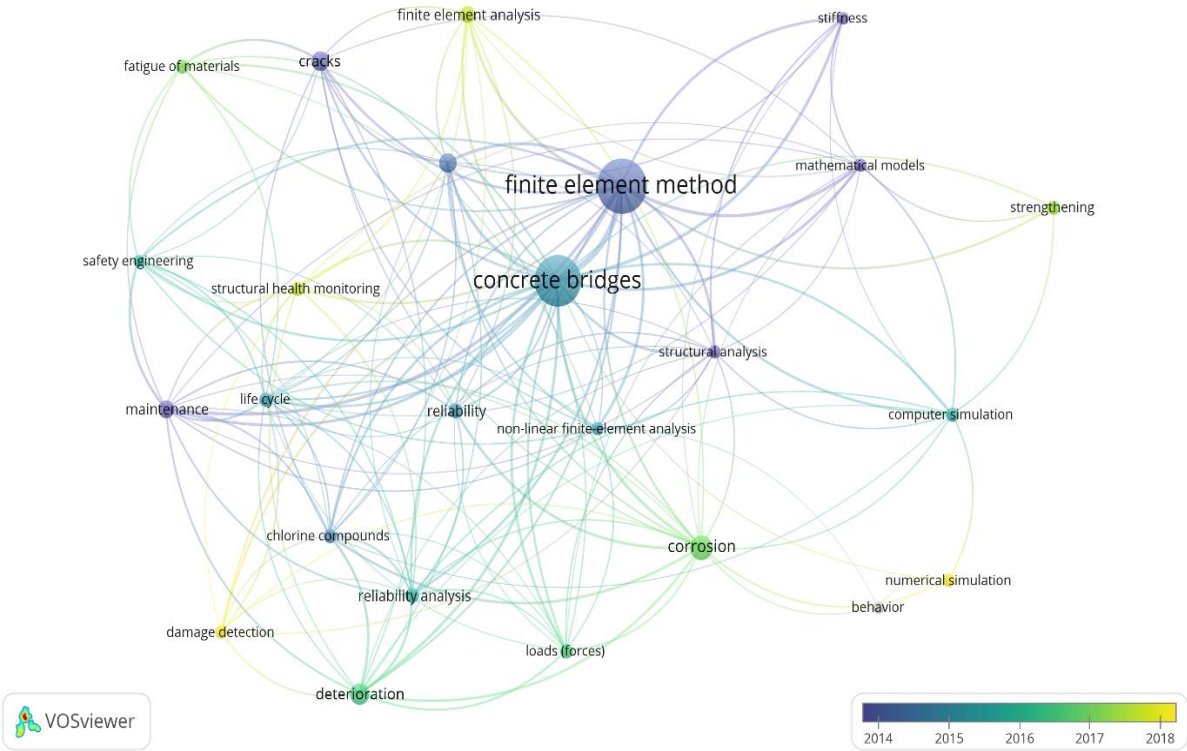 finite element analysis
stiffness
fatigue of materials
cracks
mathematical models
finite element method
strengthening
safety engineering
structural health monitoring
concrete bridges
structural analysis
maintenance
life cycle
reliability
non-linear finite-element analysis
computer simulation
chlorine compounds
corrosion
numerical simulation
reliability analysis
behavior
damage detection
loads (forces)
deterioration
VOSviewer
2014 2015 2016 2017 2018